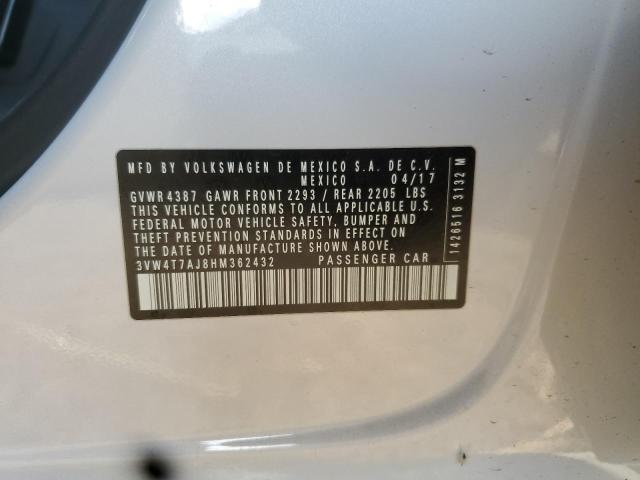 MFD BY VOLKSWAGEN DE MEXICO S.A. DE C.V.
MEXICO 04/17
GVWR 4387 GAWR FRONT 2293 / REAR 2205 LBS
THIS VEHICLE CONFORMS TO ALL APPLICABLE U.S.
FEDERAL MOTOR VEHICLE SAFETY, BUMPER AND
THEFT PREVENTION STANDARDS IN EFFECT ON
THE DATE OF MANUFACTURE SHOWN ABOVE.
3VW4T7AJ8HM362432 PASSENGER CAR
1426516 3132 M